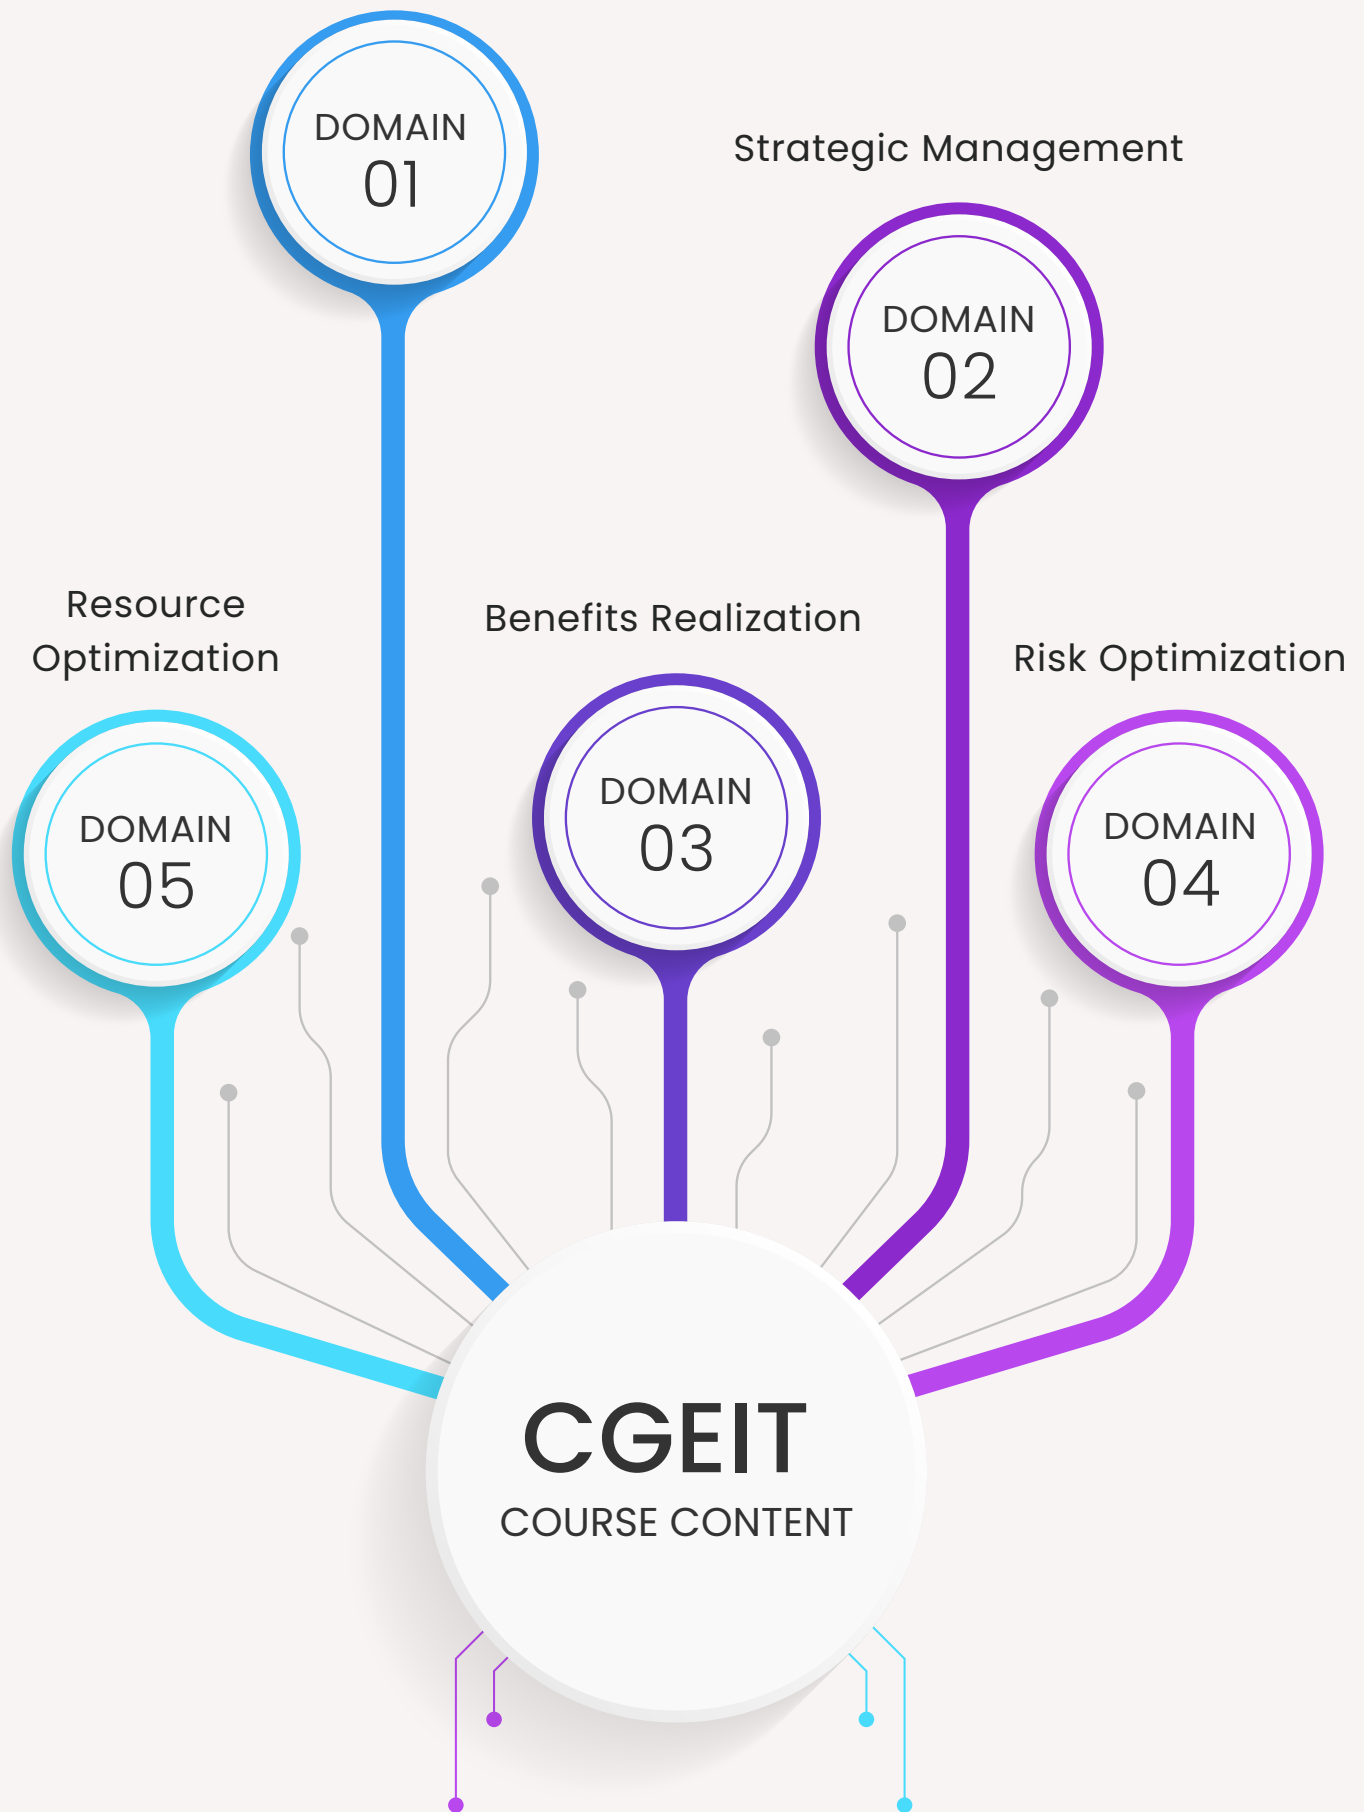 DOMAIN
01
Strategic Management
DOMAIN
02
Resource
Optimization
DOMAIN
05
Benefits Realization
DOMAIN
03
Risk Optimization
DOMAIN
04
CGEIT
COURSE CONTENT